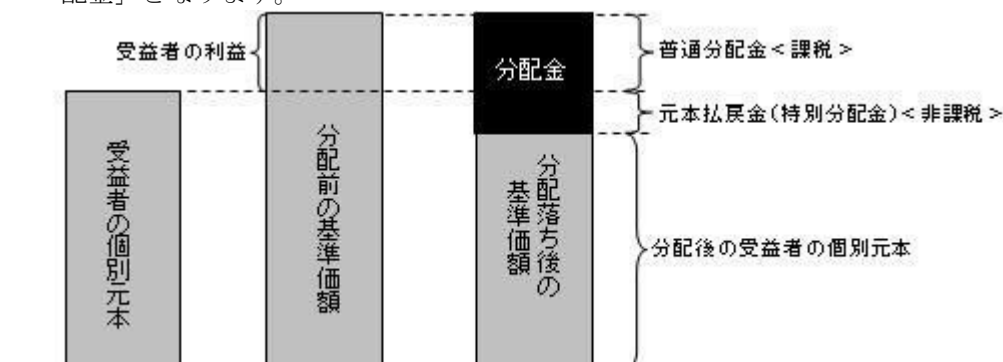 配金」となります。
受益者の利益
分配金
普通分配金<課税>
元本払戻金(特別分配金)<非課税>
受益者の個別元本
分配前の基準価額
分配落ち後の
基準価額
分配後の受益者の個別元本